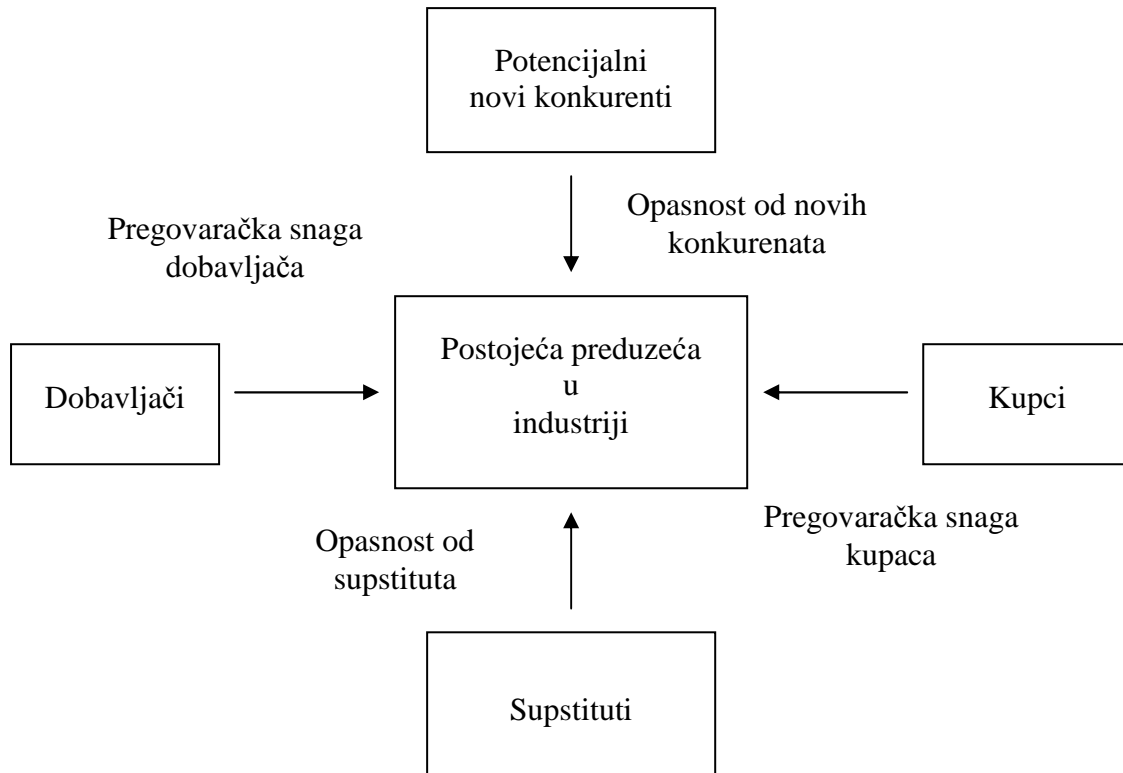 Potencijalni
novi konkurenti
Opasnost od novih
konkurenata
Pregovaračka snaga
dobavljača
Postojeća preduzeća
u
industriji
Dobavljači
Kupci
Pregovaračka snaga
kupaca
Opasnost od
supstituta
Supstituti